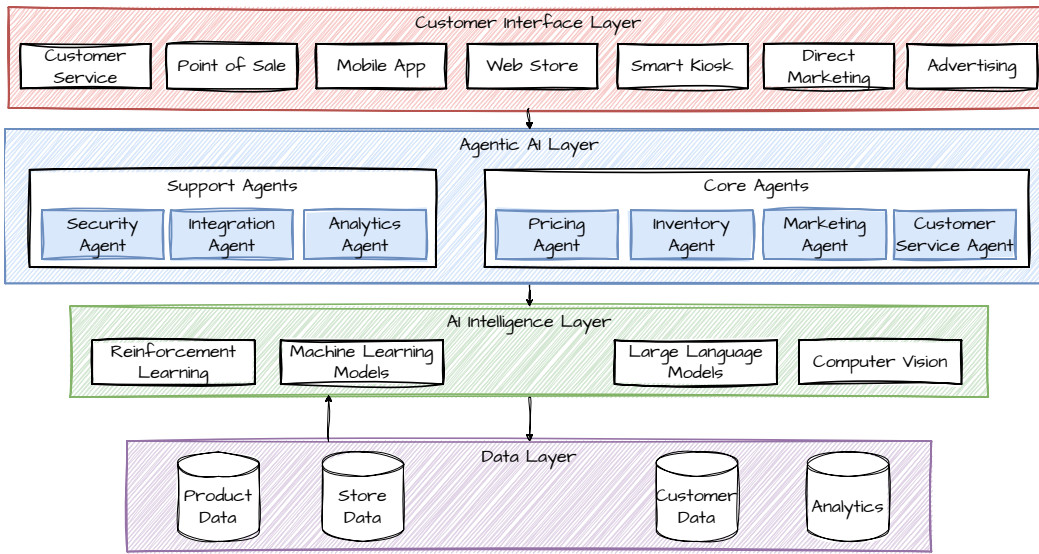 Customer Interface Layer
Customer
Service
Point of Sale
Mobile App
Web Store
Smart Kiosk
Direct
Marketing
Advertising
Agentic AI Layer
Support Agents
Security
Agent
Integration
Agent
Analytics
Agent
Core Agents
Pricing
Agent
Inventory
Agent
Marketing
Agent
Customer
Service Agent
AI Intelligence Layer
Reinforcement
Learning
Machine Learning
Models
Large Language
Models
Computer Vision
Data Layer
Product
Data
Store
Data
Customer
Data
Analytics